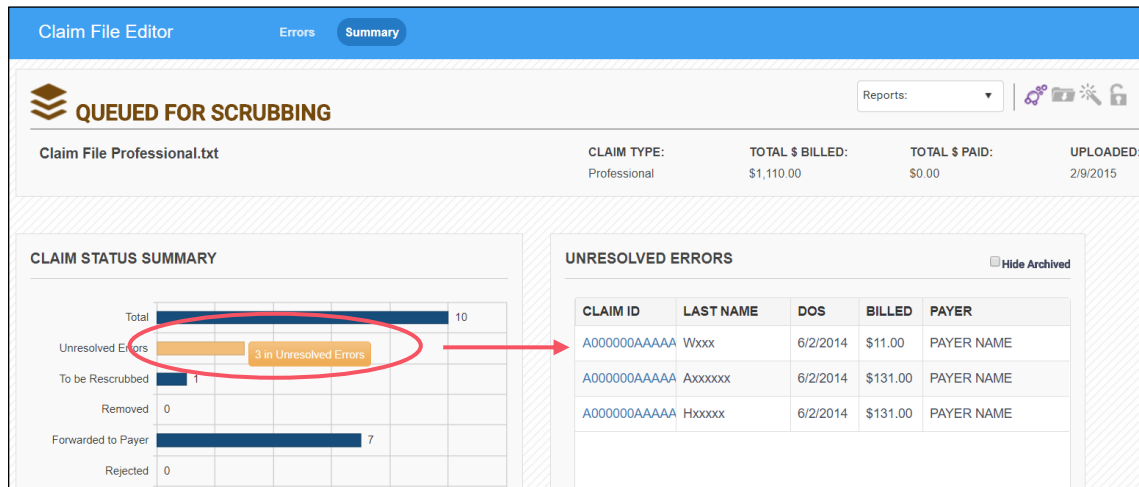 Claim File Editor Errors Summary
QUEUED FOR SCRUBBING Reports:
Claim File Professional.txt CLAIM TYPE: TOTAL $ BILLED: TOTAL $ PAID: UPLOADED:
Professional $1,110.00 $0.00 2/9/2015
CLAIM STATUS SUMMARY
Total 10
Unresolved Errors 3 in Unresolved Errors
To be Rescrubbed 1
Removed 0
Forwarded to Payer 7
Rejected 0
UNRESOLVED ERRORS Hide Archived
CLAIM ID LAST NAME DOS BILLED PAYER
A000000AAAAA Wxxx 6/2/2014 $11.00 PAYER NAME
A000000AAAAA Axxxxxx 6/2/2014 $131.00 PAYER NAME
A000000AAAAA Hxxxxx 6/2/2014 $131.00 PAYER NAME